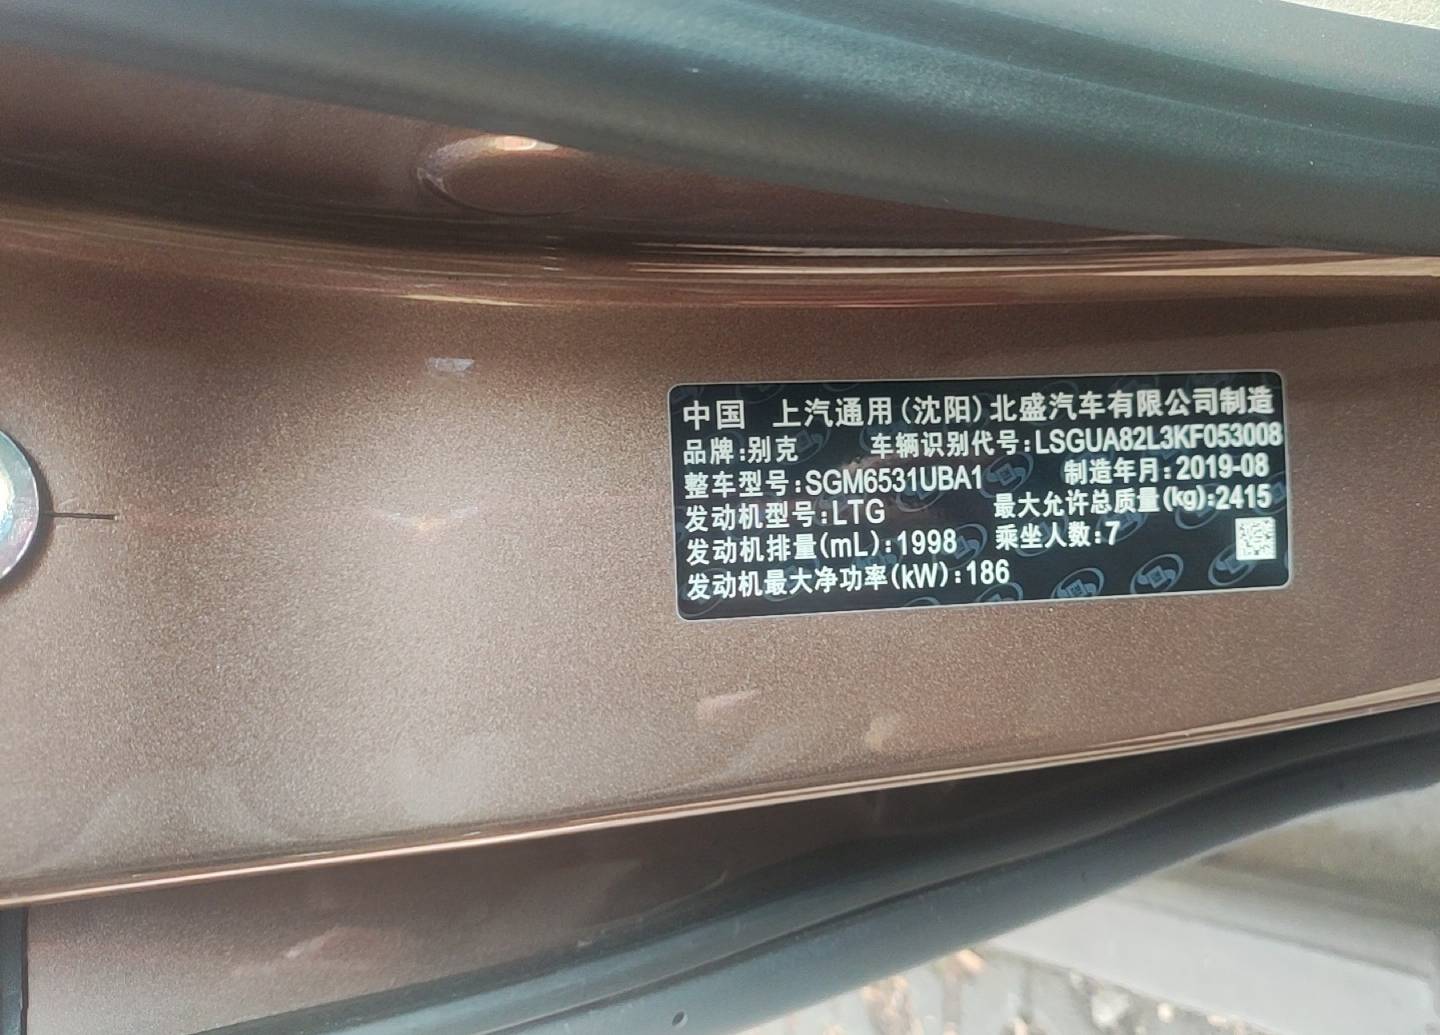 中国 上汽通用(沈阳)北盛汽车有限公司制造
品牌:别克 车辆识别代号:LSGUA82L3KF053008
整车型号:SGM6531UBA1 制造年月:2019-08
发动机型号:LTG 最大允许总质量(kg):2415
发动机排量(mL):1998 乘坐人数:7
发动机最大净功率(kW):186